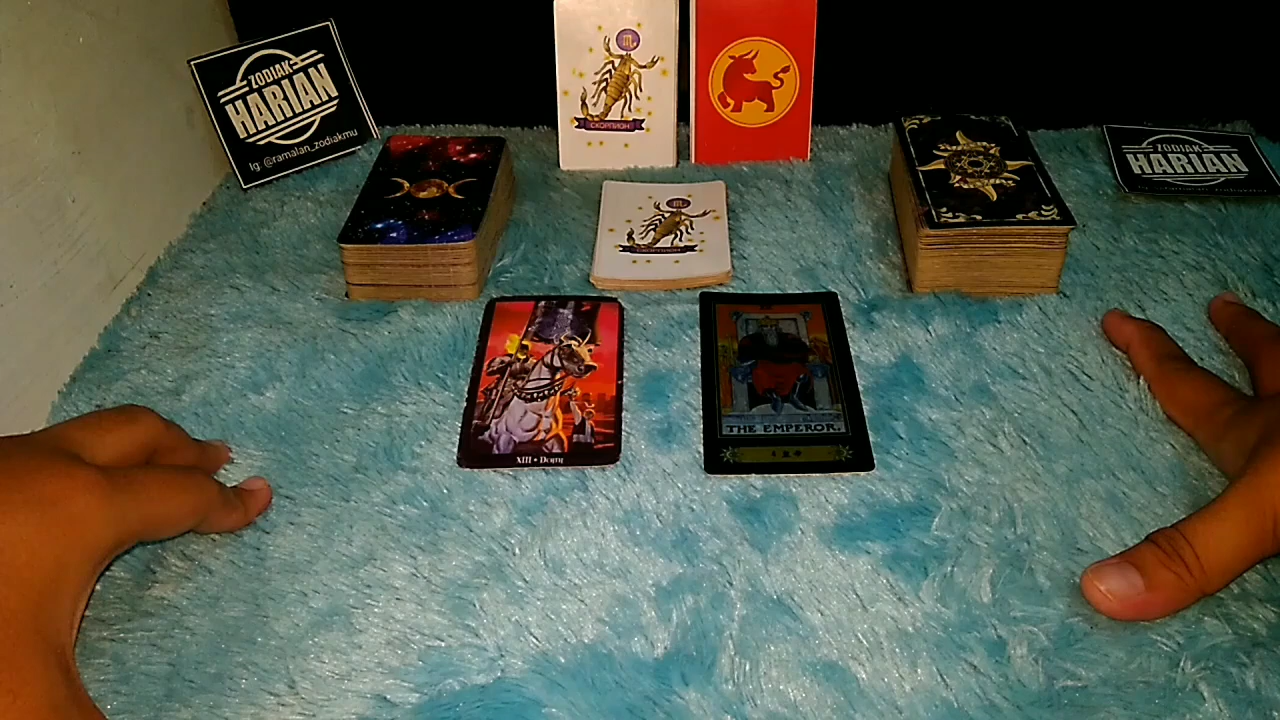 ZODIAK
HARIAN
Ig: @ramalan_zodiakmu
СКОРПИОН
ZODIAK
HARIAN
XIII • DEATH
THE EMPEROR.